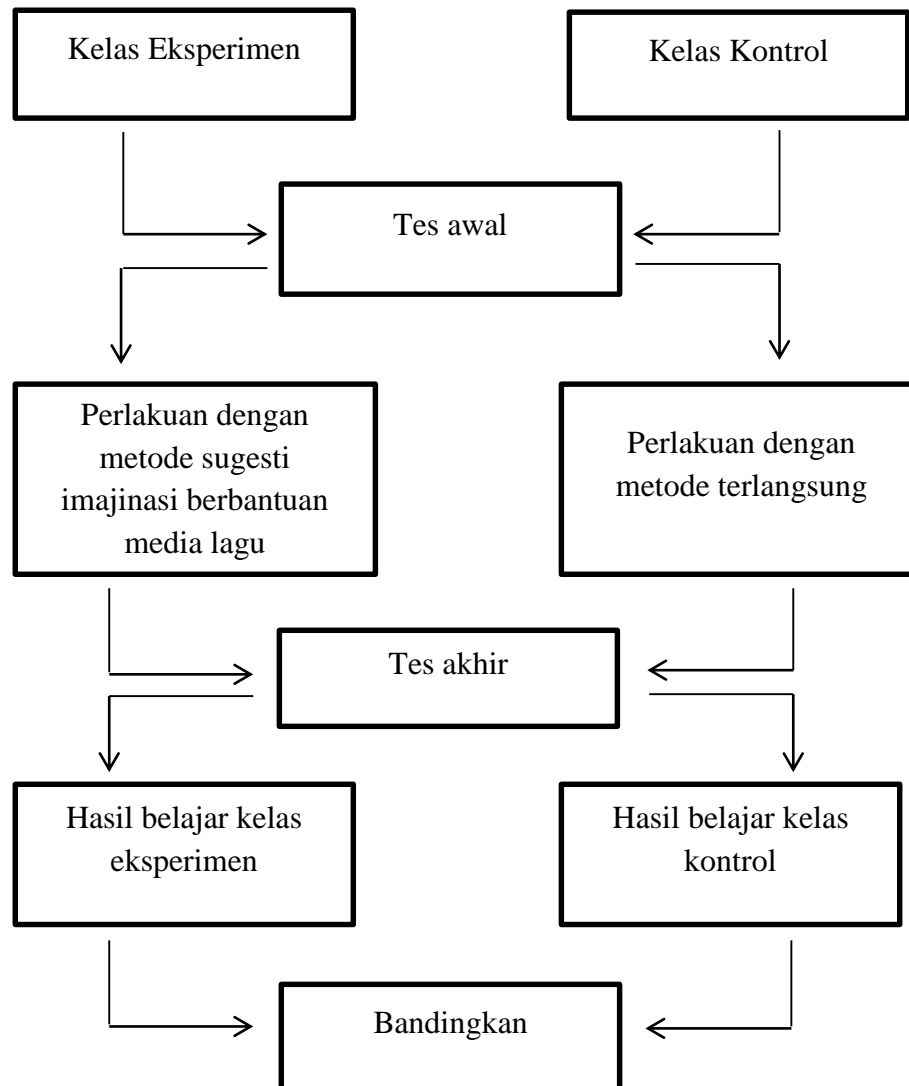 Kelas Eksperimen
Kelas Kontrol
Tes awal
Perlakuan dengan
metode sugesti
imajinasi berbantuan
media lagu
Perlakuan dengan
metode terlangsung
Tes akhir
Hasil belajar kelas
eksperimen
Hasil belajar kelas
kontrol
Bandingkan